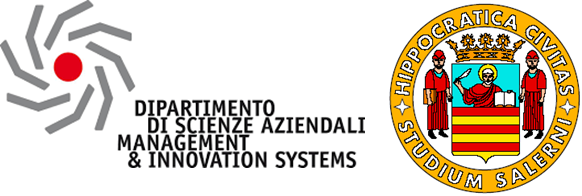 DIPARTIMENTO
DI SCIENZE AZIENDALI
MANAGEMENT
& INNOVATION SYSTEMS
HIPPOCRATICA CIVITAS
STUDIUM SALERNI